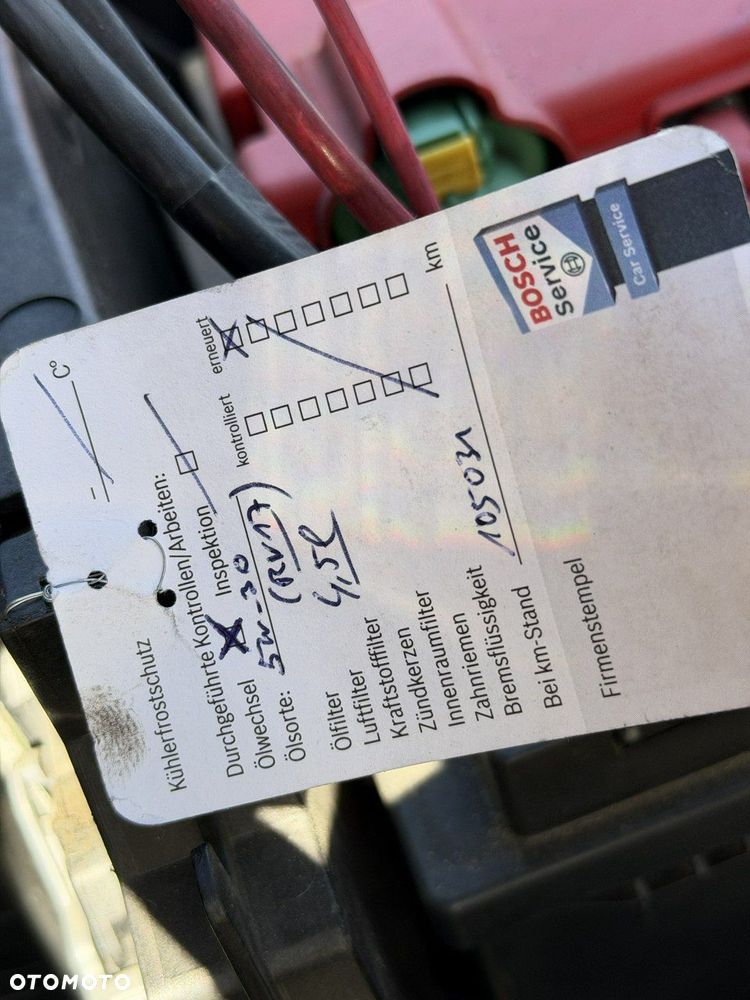 Kühlerfrostschutz - C°
Durchgeführte Kontrollen/Arbeiten:
Ölwechsel X Inspektion
Ölsorte: 5W-30
(RN17)
4,5l
kontrolliert erneuert
Ölfilter
Luftfilter
Kraftstofffilter
Zündkerzen
Innenraumfilter
Zahnriemen
Bremsflüssigkeit
Bei km-Stand 105031 km
Firmenstempel
BOSCH
Service
Car Service
OTOMOTO